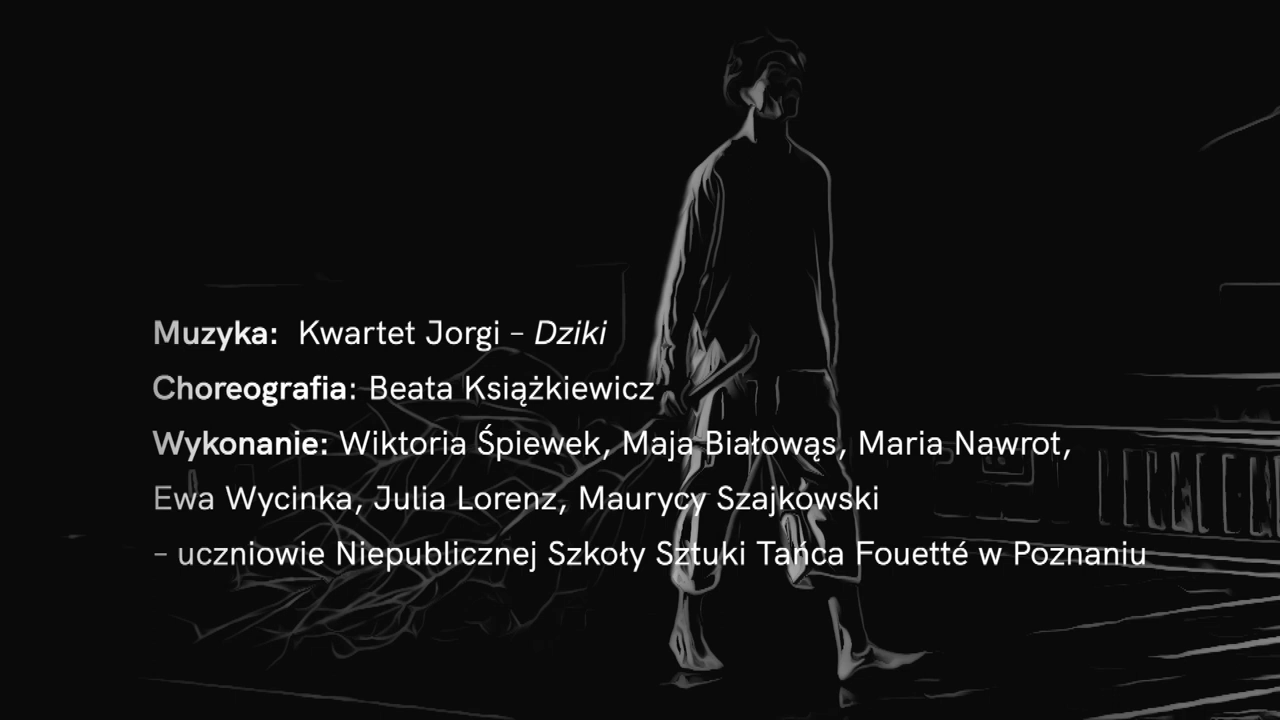 Muzyka: Kwartet Jorgi – Dziki
Choreografia: Beata Książkiewicz
Wykonanie: Wiktoria Śpiewek, Maja Białowąs, Maria Nawrot,
Ewa Wycinka, Julia Lorenz, Maurycy Szajkowski
– uczniowie Niepublicznej Szkoły Sztuki Tańca Fouetté w Poznaniu